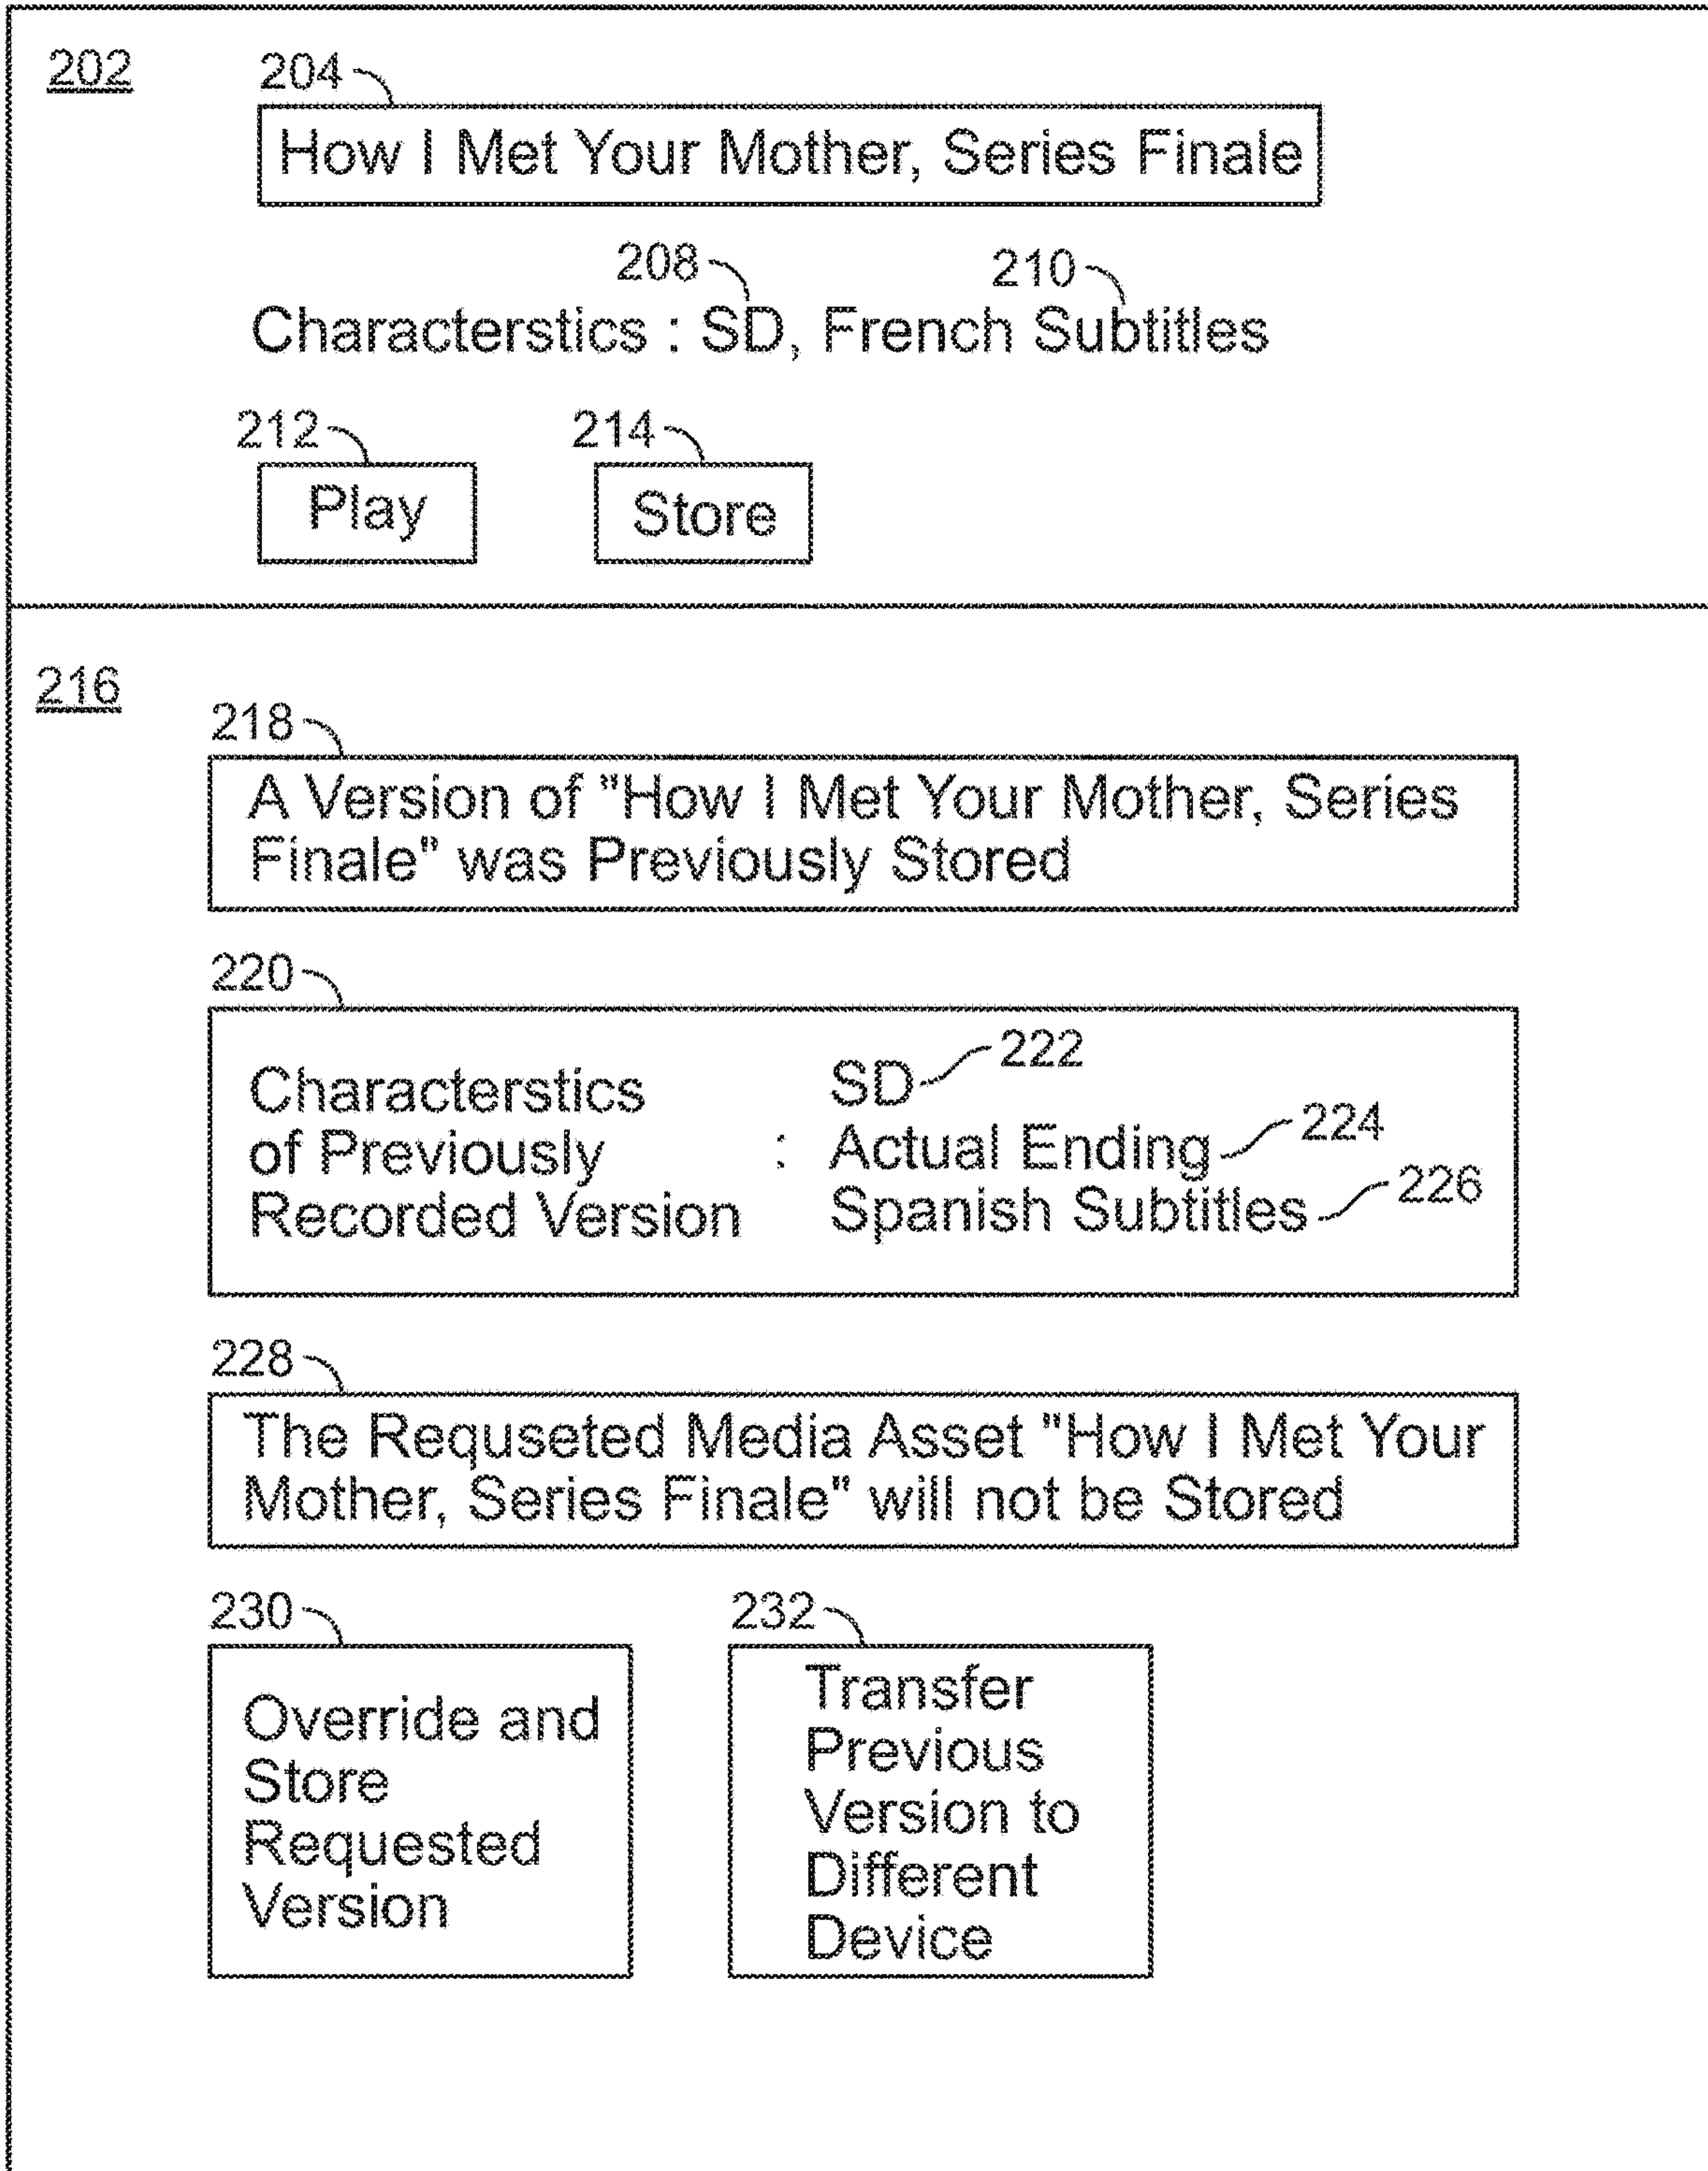 202
204
How I Met Your Mother, Series Finale
208 210
Characterstics : SD, French Subtitles
212 214
Play Store
216
218
A Version of "How I Met Your Mother, Series
Finale" was Previously Stored
220
SD 222
Characterstics
of Previously : Actual Ending 224
Recorded Version Spanish Subtitles 226
228
The Requseted Media Asset "How I Met Your
Mother, Series Finale" will not be Stored
230 232
Override and
Store
Requested
Version
Transfer
Previous
Version to
Different
Device